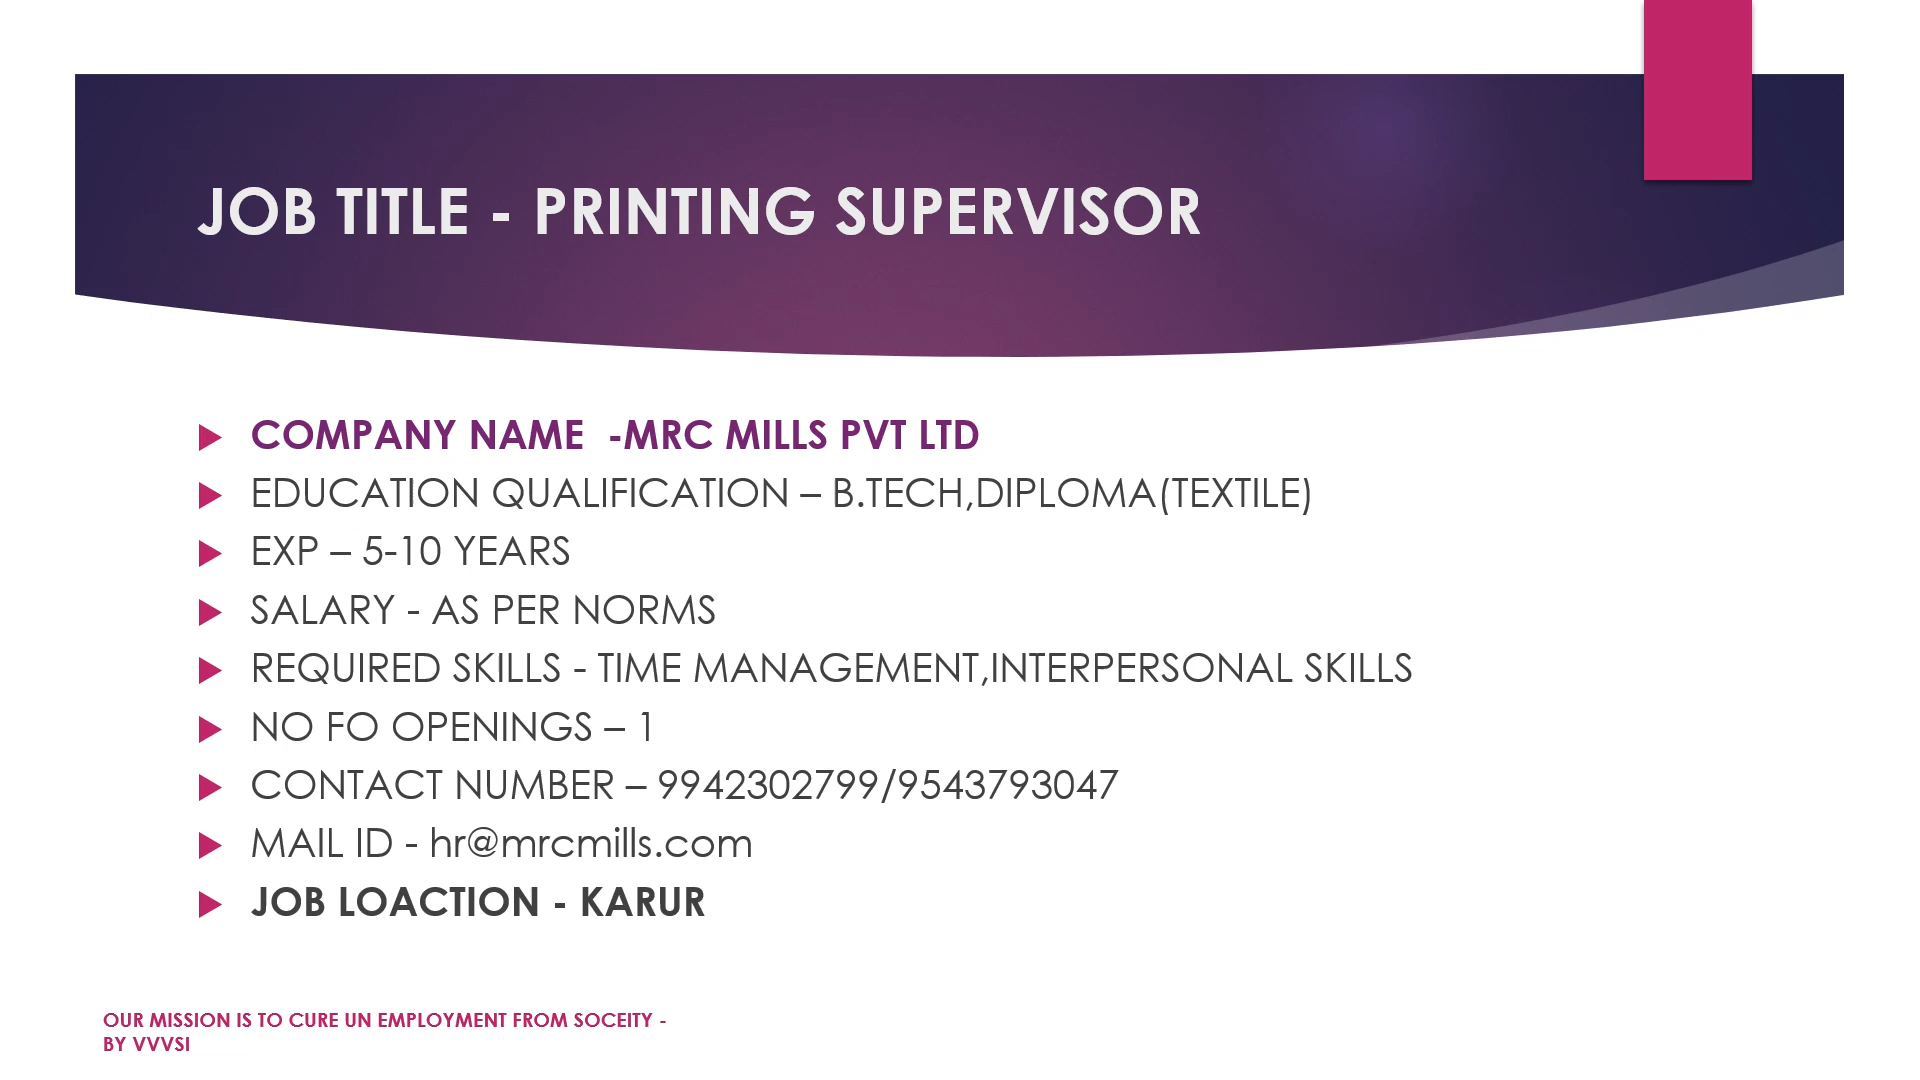 JOB TITLE - PRINTING SUPERVISOR
COMPANY NAME  -MRC MILLS PVT LTD
EDUCATION QUALIFICATION – B.TECH,DIPLOMA(TEXTILE)
EXP – 5-10 YEARS
SALARY - AS PER NORMS
REQUIRED SKILLS - TIME MANAGEMENT,INTERPERSONAL SKILLS
NO FO OPENINGS – 1
CONTACT NUMBER – 9942302799/9543793047
MAIL ID - hr@mrcmills.com
JOB LOACTION - KARUR
OUR MISSION IS TO CURE UN EMPLOYMENT FROM SOCEITY -
BY VVVSI